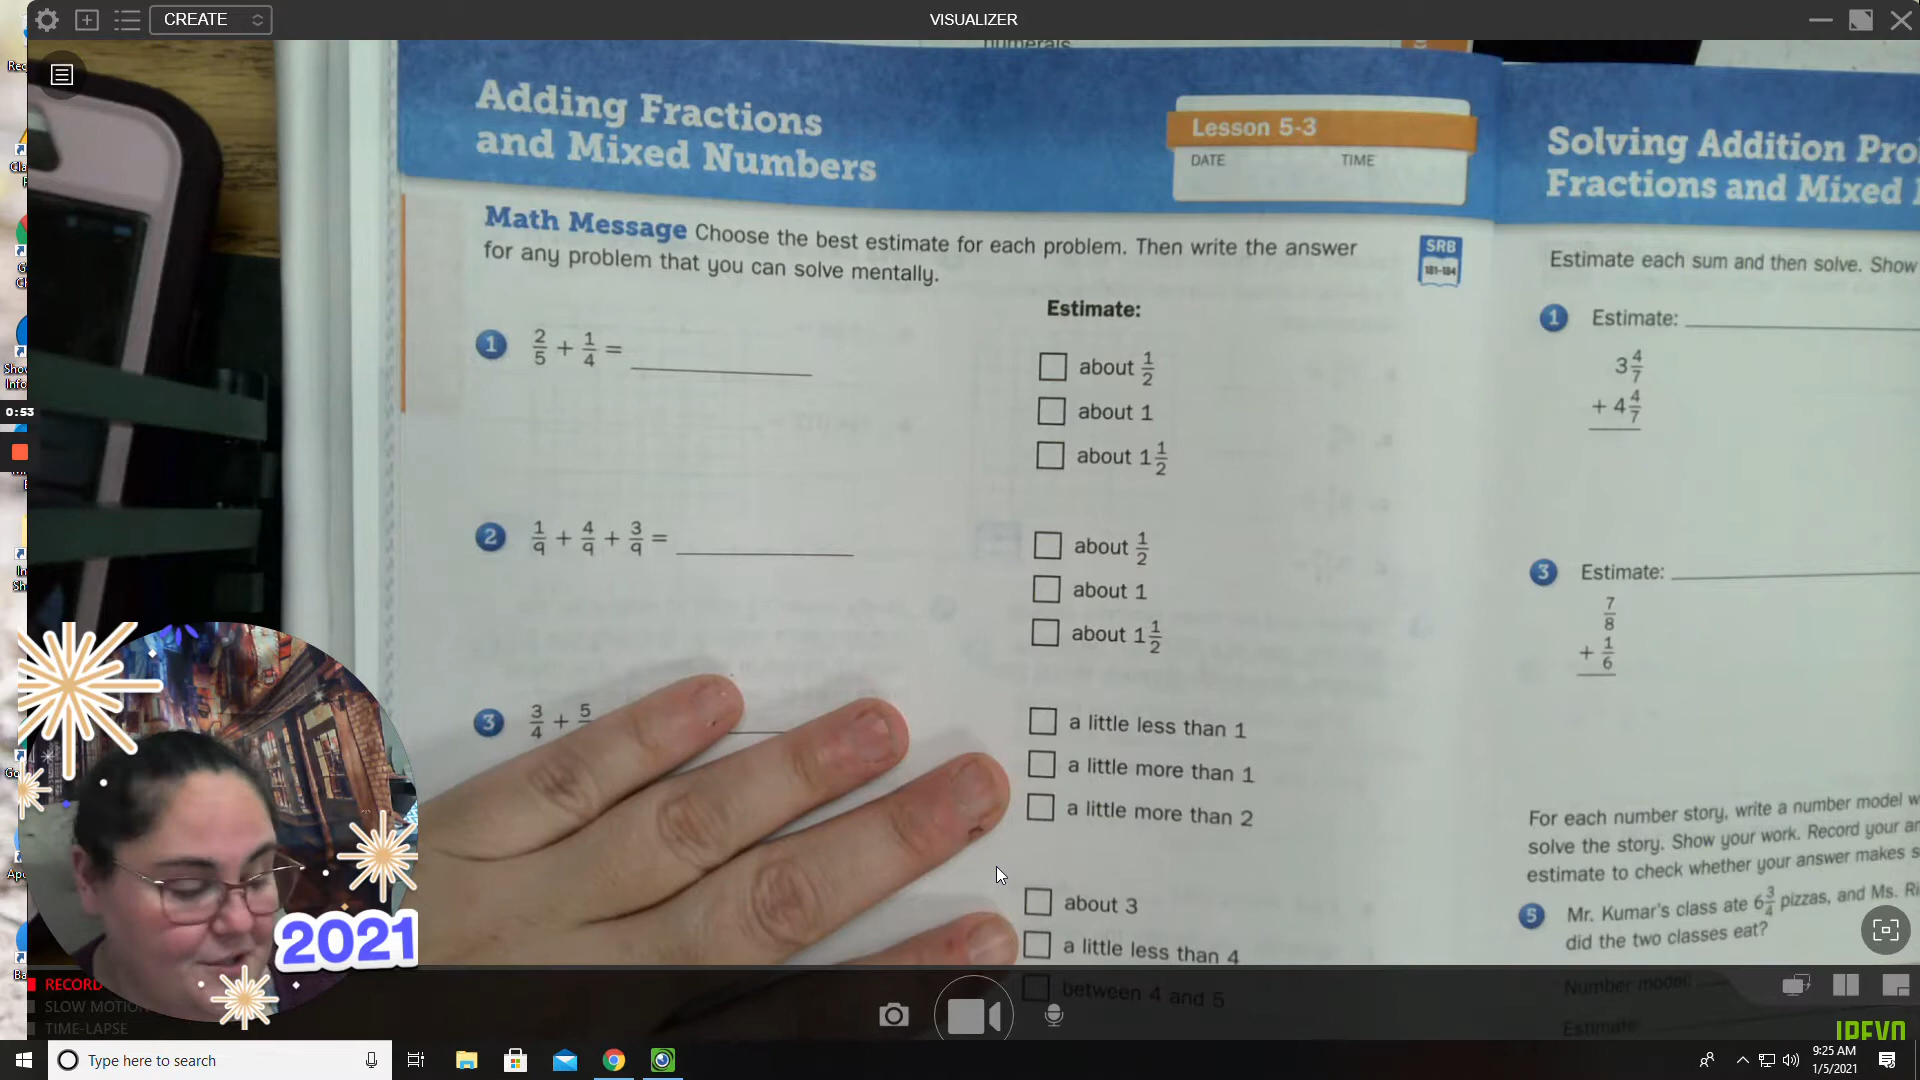 CREATE
VISUALIZER
numerals
Adding Fractions
and Mixed Numbers
Lesson 5-3
DATE TIME
Math Message Choose the best estimate for each problem. Then write the answer
for any problem that you can solve mentally.
SRB
181-184
Estimate:
1 2/5 + 1/4 =
about 1/2
about 1
about 1 1/2
2 1/9 + 4/9 + 3/9 =
about 1/2
about 1
about 1 1/2
3 3/4 + 5
a little less than 1
a little more than 1
a little more than 2
about 3
a little less than 4
between 4 and 5
Solving Addition
Fractions and Mixed
Estimate each sum and then solve. Show
1 Estimate:
3 4/7
+ 4 4/7
3 Estimate:
7/8
+ 1/6
For each number story, write a number model
solve the story. Show your work. Record your
estimate to check whether your answer makes
5 Mr. Kumar's class ate 6 3/4 pizzas, and Ms.
did the two classes eat?
Number model:
Estimate:
0:53
2021
RECORD
SLOW MOTION
TIME-LAPSE
IPEVO
Type here to search
9:25 AM
1/5/2021